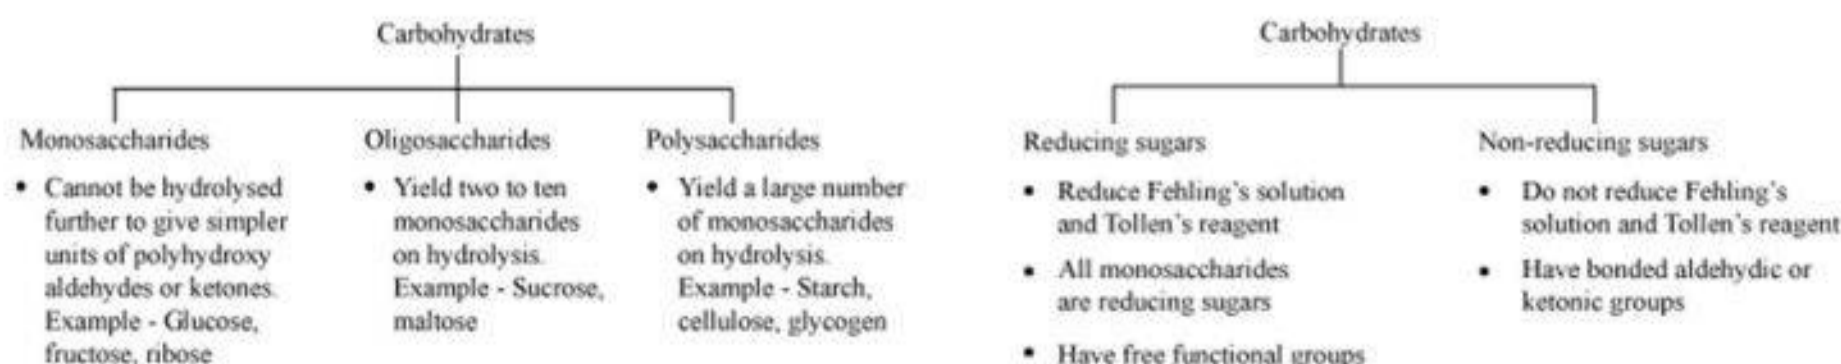 Carbohydrates
Monosaccharides
• Cannot be hydrolysed
further to give simpler
units of polyhydroxy
aldehydes or ketones.
Example - Glucose,
fructose, ribose
Oligosaccharides
• Yield two to ten
monosaccharides
on hydrolysis.
Example - Sucrose,
maltose
Polysaccharides
• Yield a large number
of monosaccharides
on hydrolysis.
Example - Starch,
cellulose, glycogen
Carbohydrates
Reducing sugars
• Reduce Fehling's solution
and Tollen's reagent
• All monosaccharides
are reducing sugars
• Have free functional groups
Non-reducing sugars
• Do not reduce Fehling's
solution and Tollen's reagent
• Have bonded aldehydic or
ketonic groups